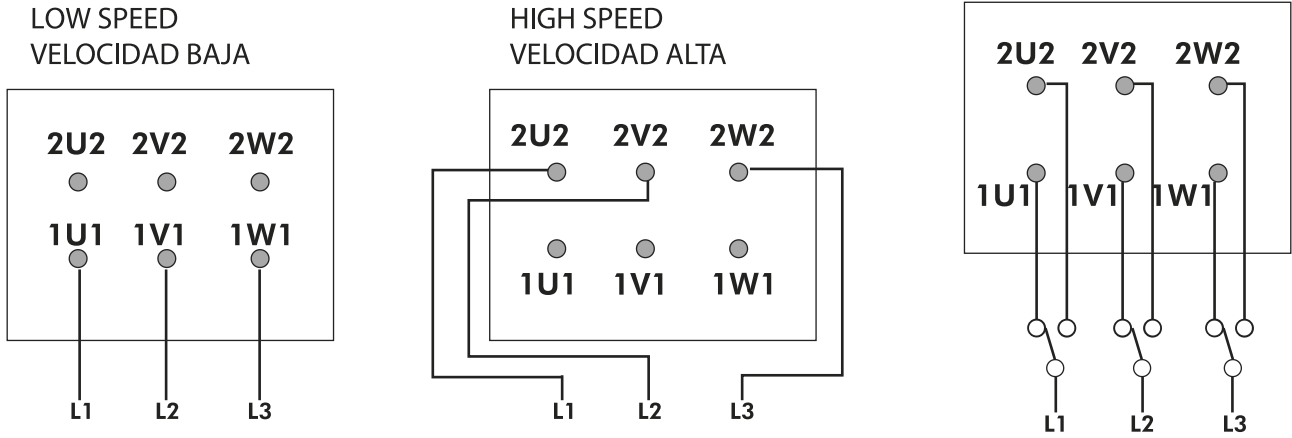 LOW SPEED
VELOCIDAD BAJA
2U2 2V2 2W2
1U1 1V1 1W1
L1 L2 L3
HIGH SPEED
VELOCIDAD ALTA
2U2 2V2 2W2
1U1 1V1 1W1
L1 L2 L3
2U2 2V2 2W2
1U1 1V1 1W1
L1 L2 L3